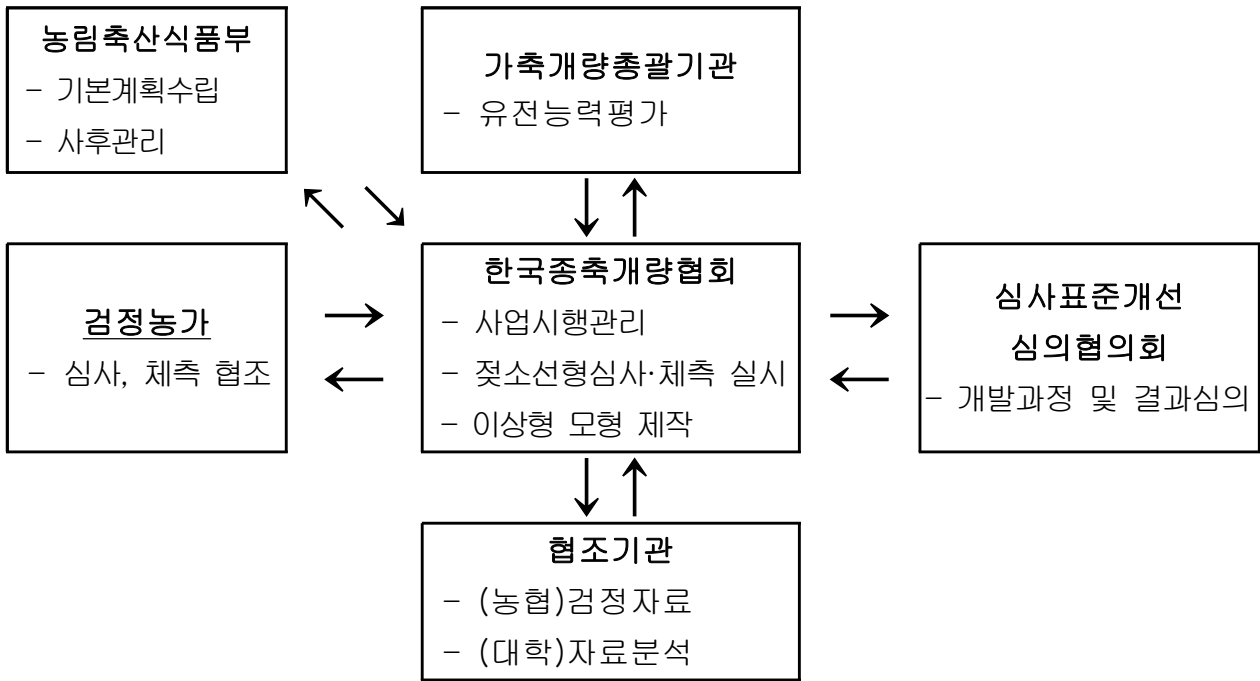 농림축산식품부
- 기본계획수립
- 사후관리
가축개량총괄기관
- 유전능력평가
검정농가
- 심사, 체측 협조
한국종축개량협회
- 사업시행관리
- 젖소선형심사·체측 실시
- 이상형 모형 제작
심사표준개선
심의협의회
- 개발과정 및 결과심의
협조기관
- (농협)검정자료
- (대학)자료분석